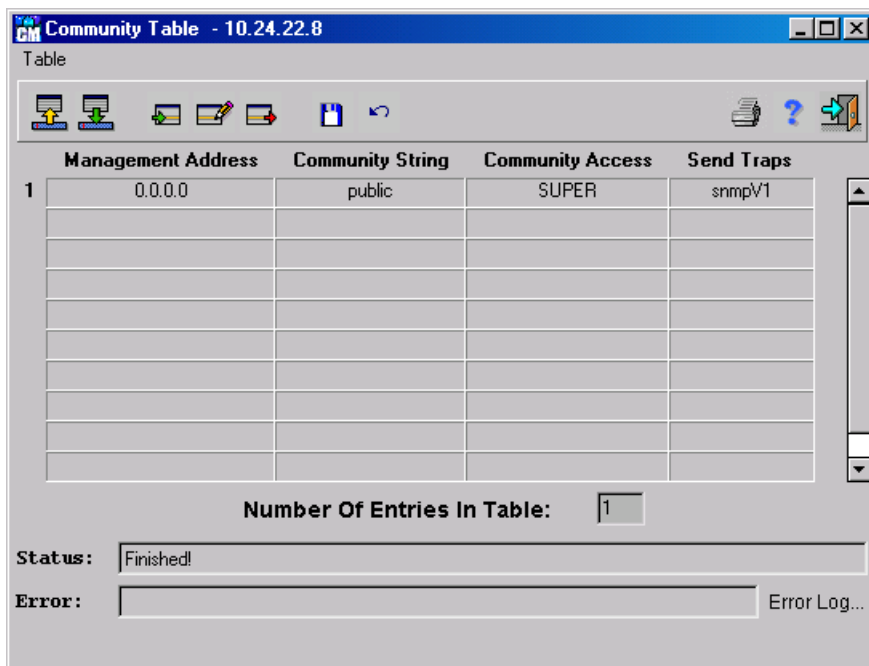 CM Community Table - 10.24.22.8
Table
Management Address Community String Community Access Send Traps
1 0.0.0.0 public SUPER snmpV1
Number Of Entries In Table: 1
Status: Finished!
Error: Error Log...